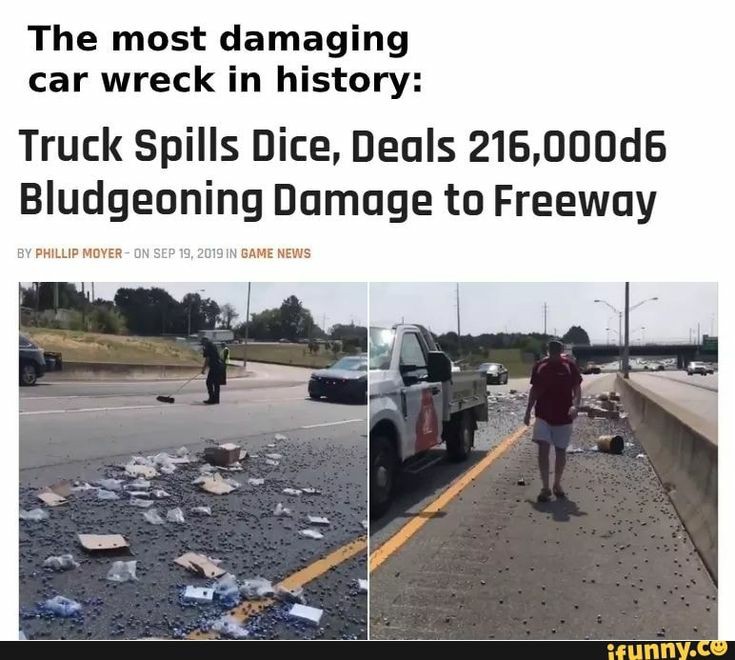 The most damaging
car wreck in history:
Truck Spills Dice, Deals 216,000d6
Bludgeoning Damage to Freeway
BY PHILLIP MOYER - ON SEP 19, 2019 IN GAME NEWS
ifunny.co